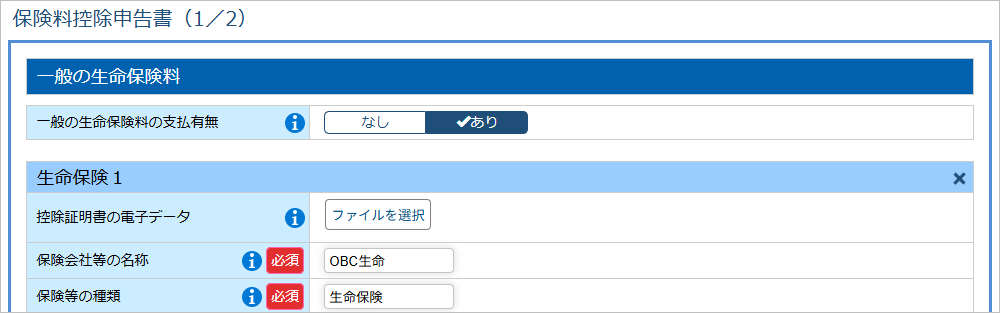 保険料控除申告書（1／2）
一般の生命保険料
一般の生命保険料の支払有無 なし あり
生命保険１
控除証明書の電子データ ファイルを選択
保険会社等の名称 必須 OBC生命
保険等の種類 必須 生命保険